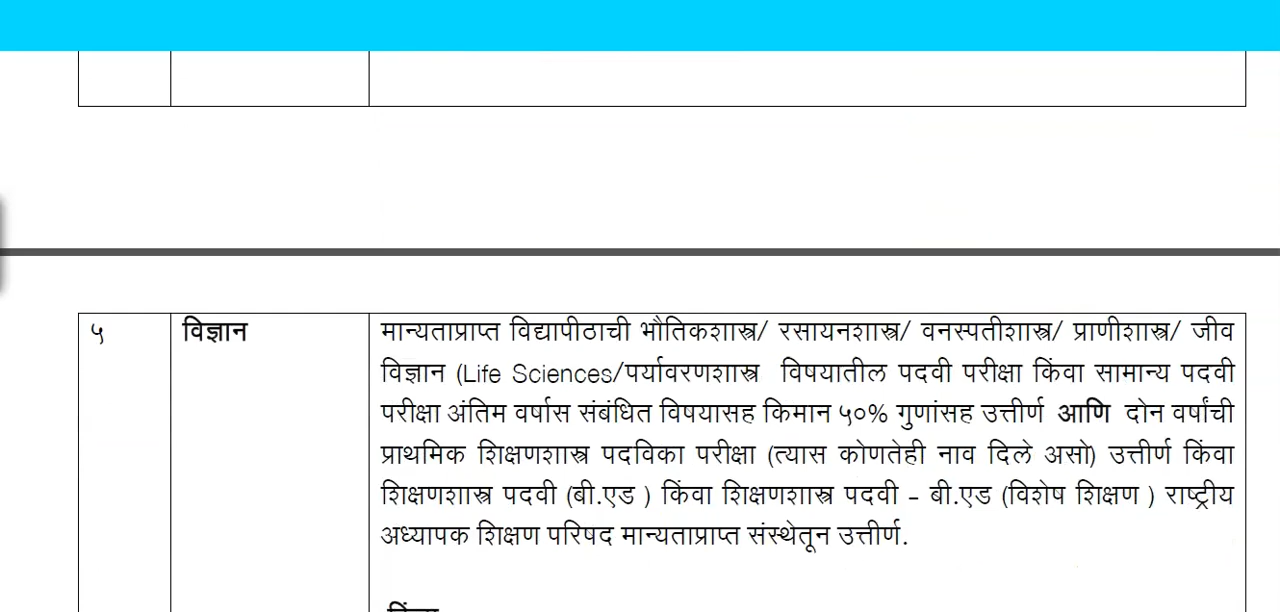 ५ विज्ञान मान्यताप्राप्त विद्यापीठाची भौतिकशास्त्र/ रसायनशास्त्र/ वनस्पतीशास्त्र/ प्राणीशास्त्र/ जीव
विज्ञान (Life Sciences/पर्यावरणशास्त्र विषयातील पदवी परीक्षा किंवा सामान्य पदवी
परीक्षा अंतिम वर्षास संबंधित विषयासह किमान ५०% गुणांसह उत्तीर्ण आणि दोन वर्षांची
प्राथमिक शिक्षणशास्त्र पदविका परीक्षा (त्यास कोणतेही नाव दिले असो) उत्तीर्ण किंवा
शिक्षणशास्त्र पदवी (बी.एड ) किंवा शिक्षणशास्त्र पदवी – बी.एड (विशेष शिक्षण ) राष्ट्रीय
अध्यापक शिक्षण परिषद मान्यताप्राप्त संस्थेतून उत्तीर्ण.